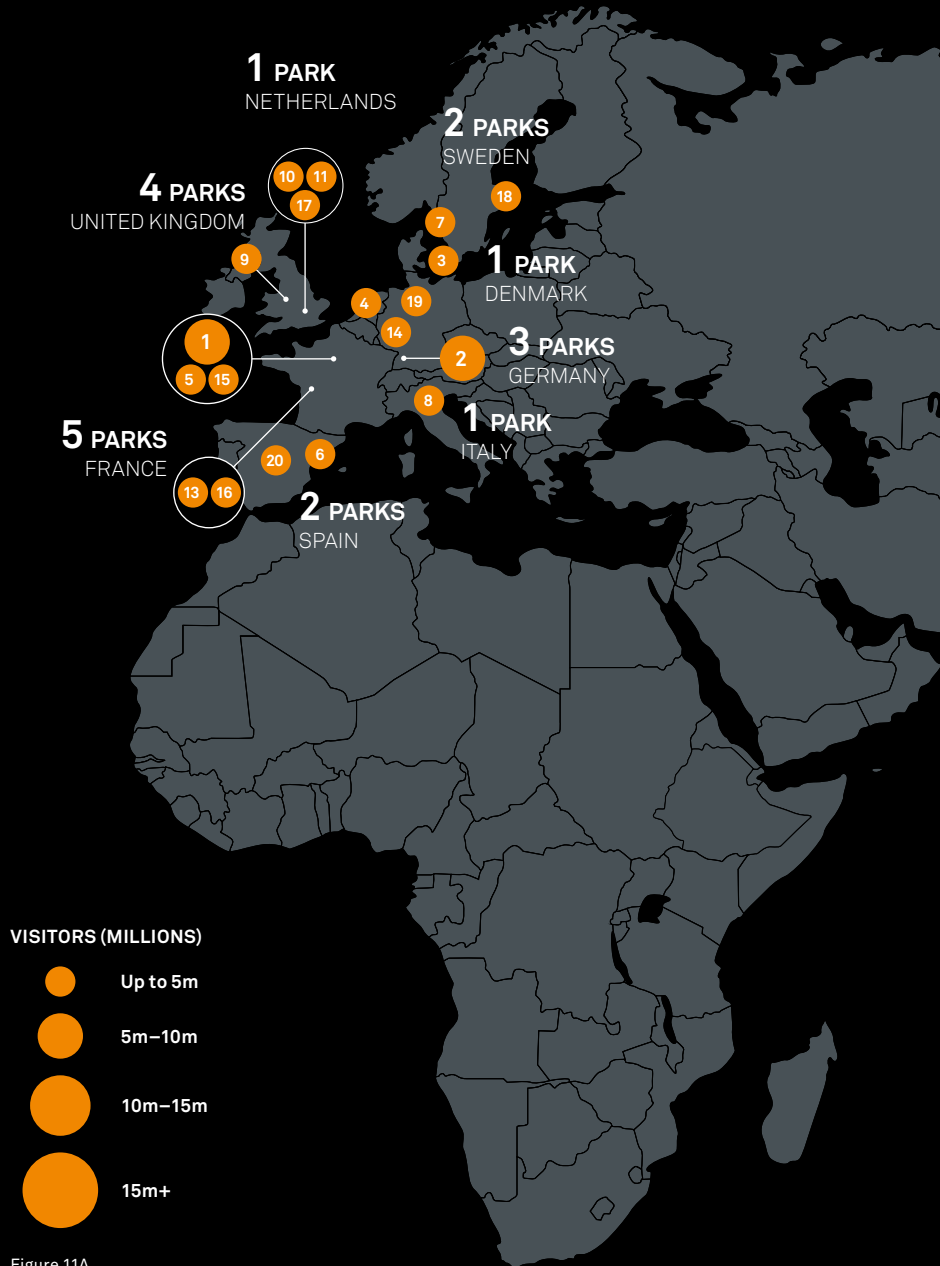 1 PARK
NETHERLANDS
2 PARKS
SWEDEN
10 11
17
4 PARKS
UNITED KINGDOM
18
7
9
3
1 PARK
DENMARK
4
19
14
1
5 15
2
3 PARKS
GERMANY
8
1 PARK
ITALY
5 PARKS
FRANCE
20
6
13 16
2 PARKS
SPAIN
VISITORS (MILLIONS)
Up to 5m
5m–10m
10m–15m
15m+
Figure 11A